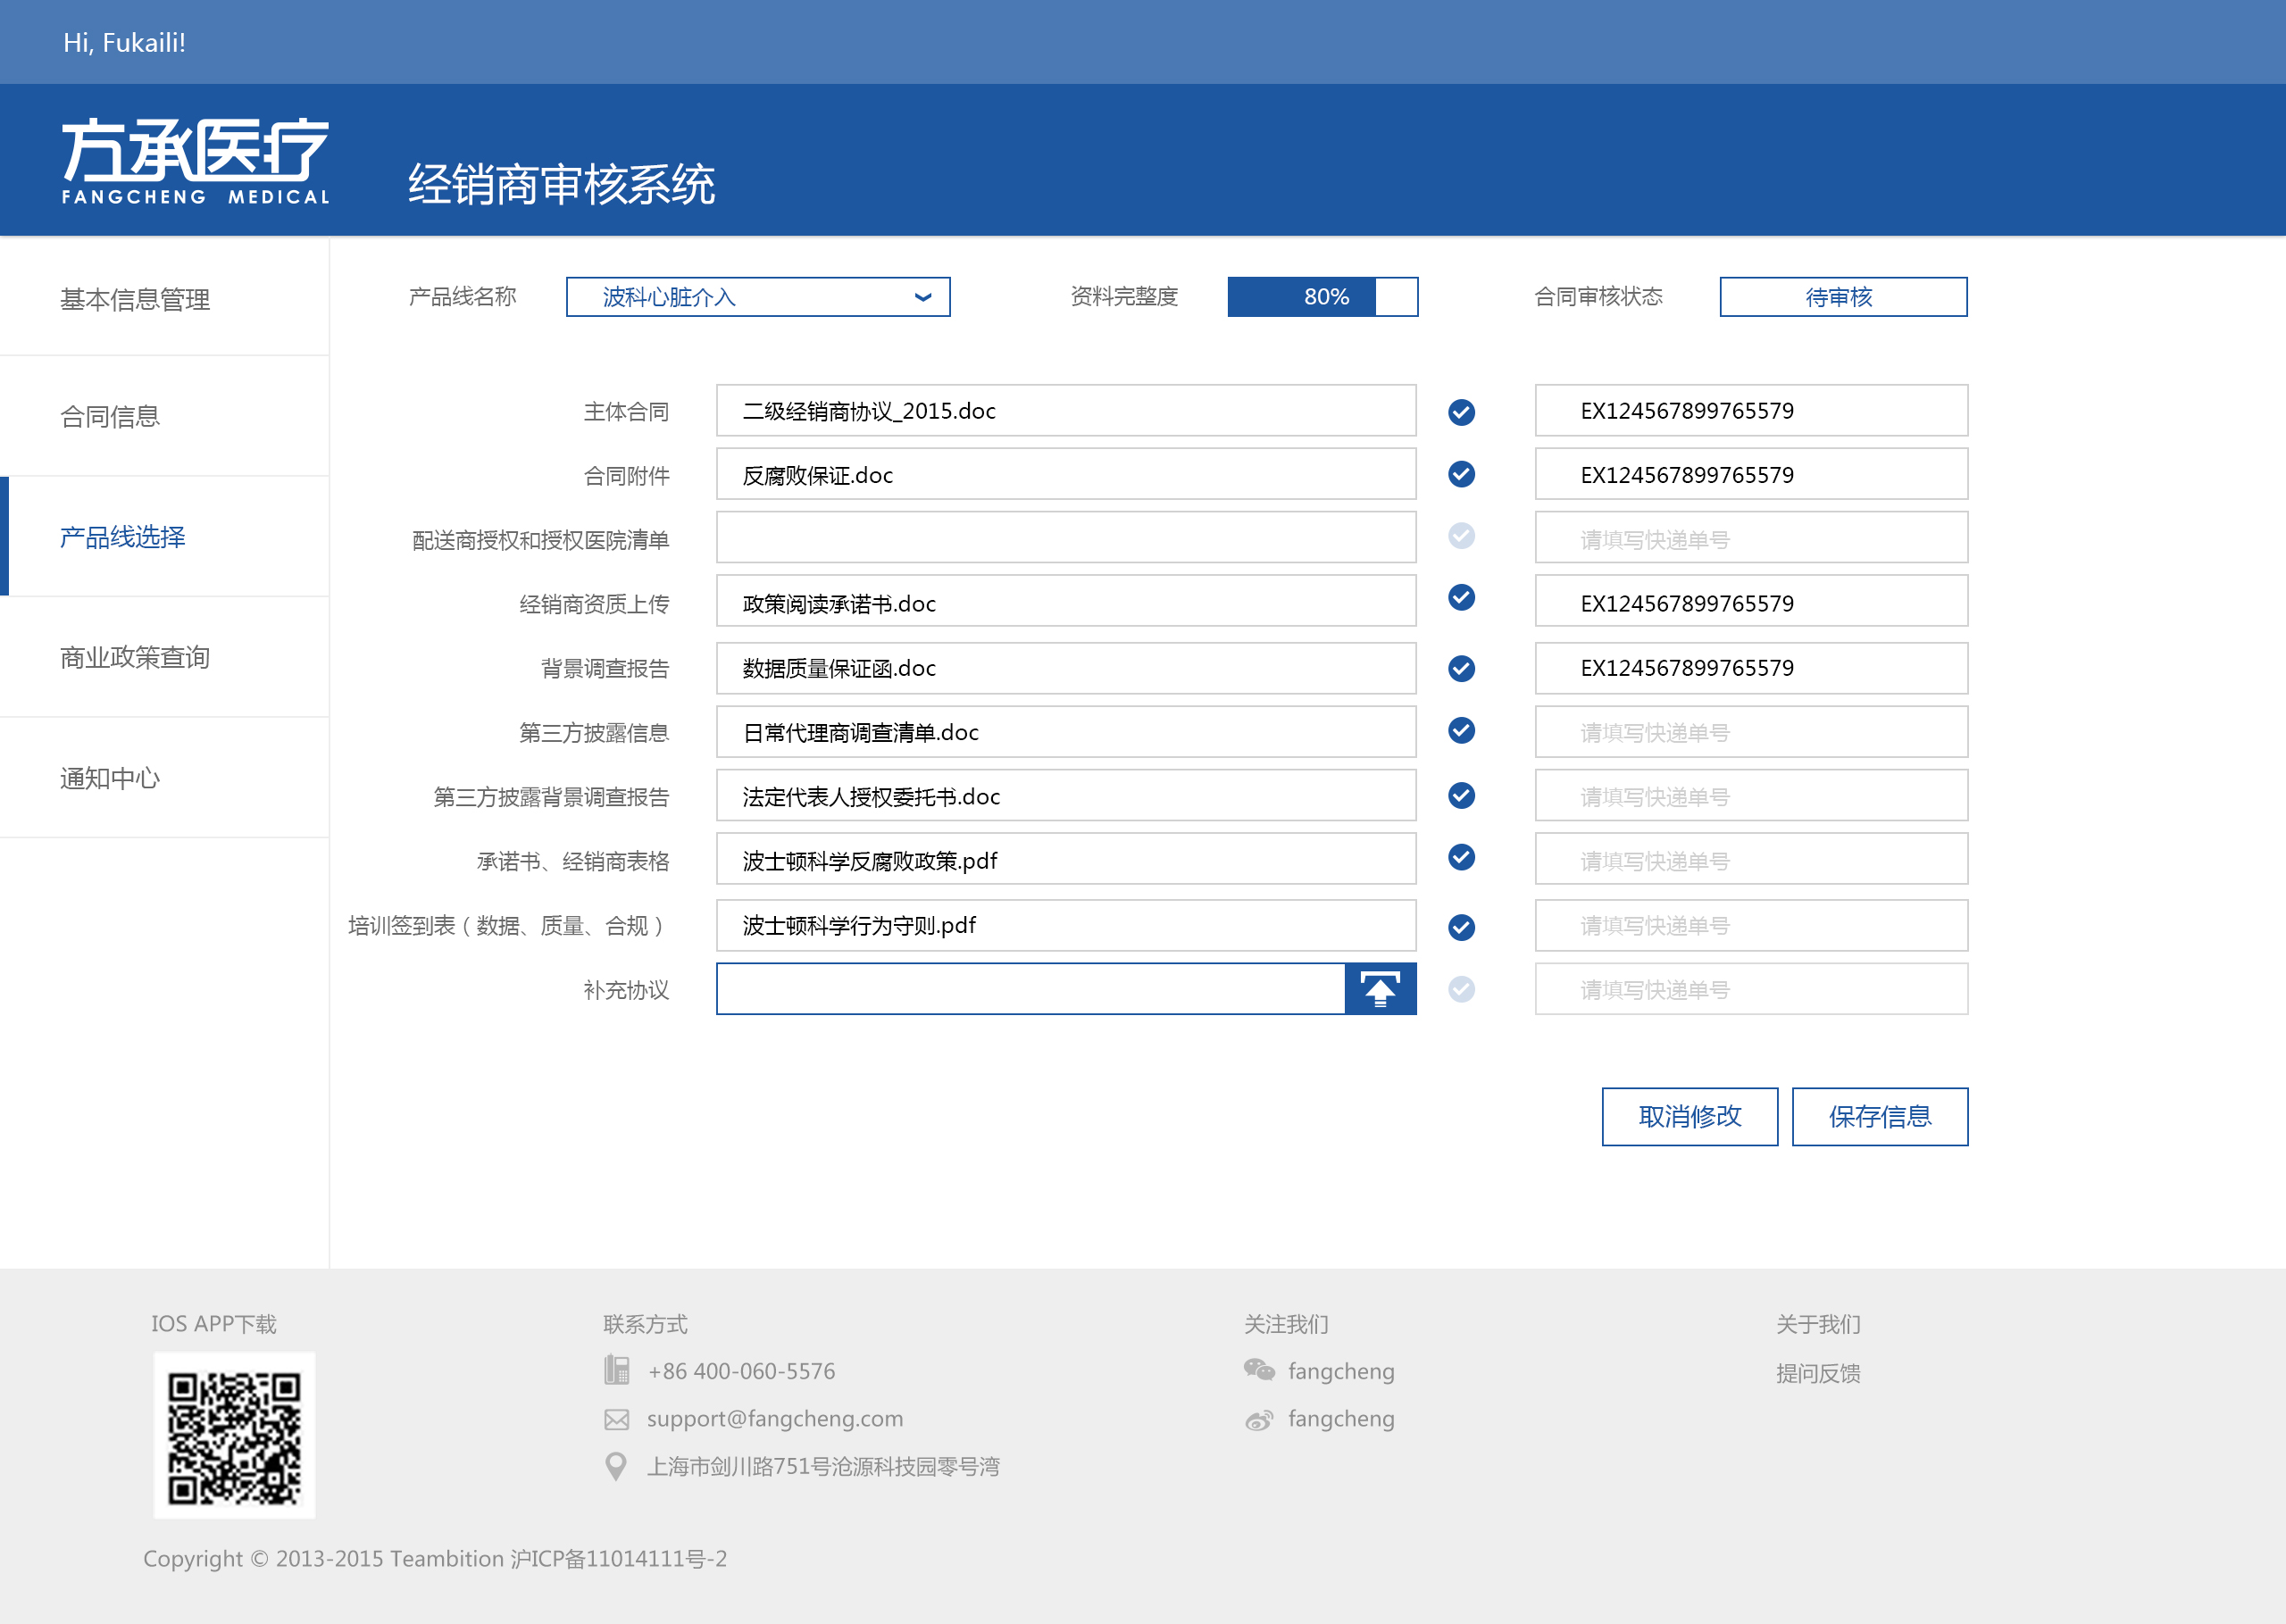 Hi, Fukaili!
方承医疗
FANGCHENG MEDICAL
经销商审核系统
基本信息管理
合同信息
产品线选择
商业政策查询
通知中心
产品线名称 波科心脏介入 资料完整度 80% 合同审核状态 待审核
主体合同 二级经销商协议_2015.doc EX124567899765579
合同附件 反腐败保证.doc EX124567899765579
配送商授权和授权医院清单 请填写快递单号
经销商资质上传 政策阅读承诺书.doc EX124567899765579
背景调查报告 数据质量保证函.doc EX124567899765579
第三方披露信息 日常代理商调查清单.doc 请填写快递单号
第三方披露背景调查报告 法定代表人授权委托书.doc 请填写快递单号
承诺书、经销商表格 波士顿科学反腐败政策.pdf 请填写快递单号
培训签到表（数据、质量、合规） 波士顿科学行为守则.pdf 请填写快递单号
补充协议 请填写快递单号
取消修改 保存信息
IOS APP下载 联系方式 关注我们 关于我们
+86 400-060-5576 fangcheng 提问反馈
support@fangcheng.com fangcheng
上海市剑川路751号沧源科技园零号湾
Copyright © 2013-2015 Teambition 沪ICP备11014111号-2